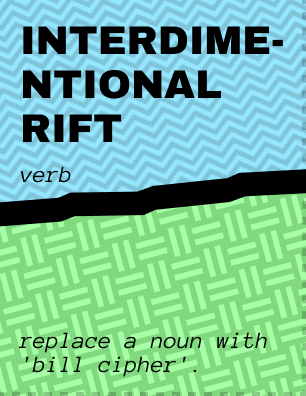 INTERDIME-
NTIONAL
RIFT
verb
replace a noun with
'bill cipher'.